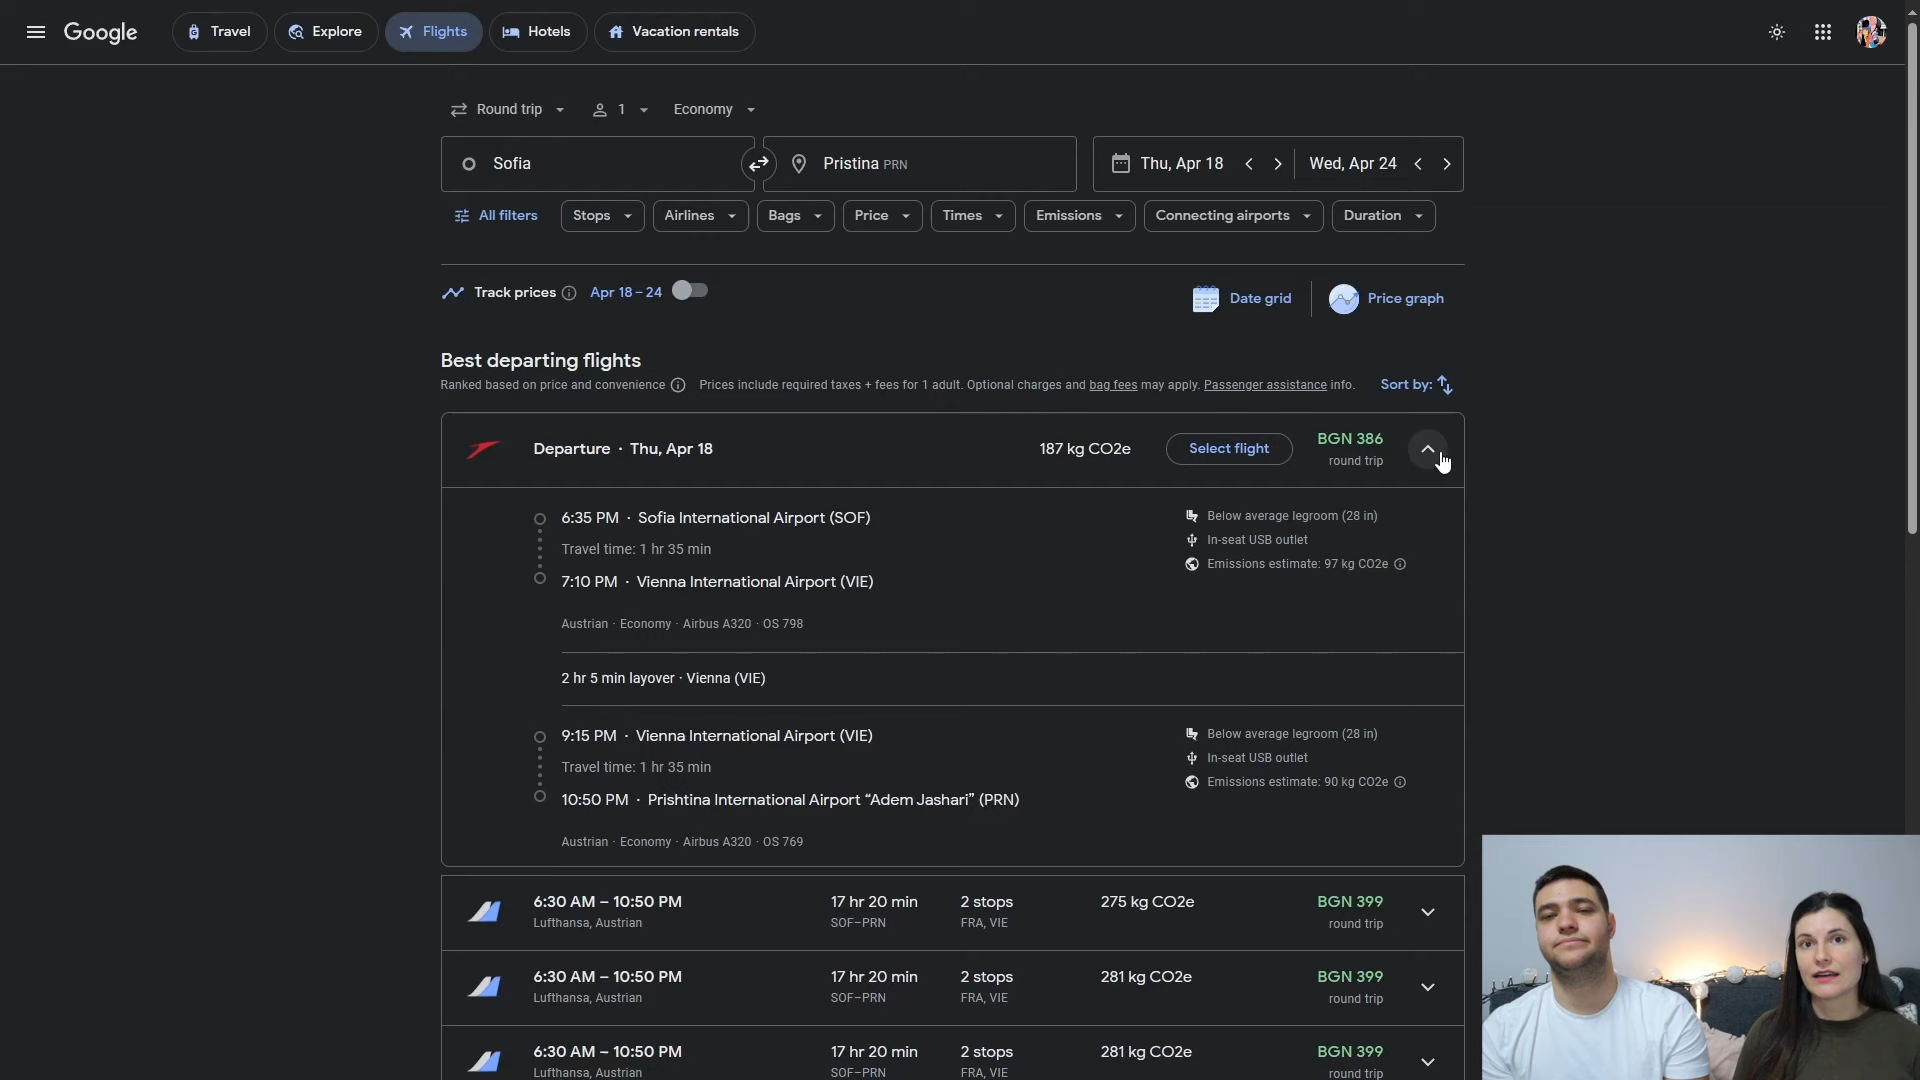 Google
Travel
Explore
Flights
Hotels
Vacation rentals
Round trip
1
Economy
Sofia
Pristina PRN
Thu, Apr 18
Wed, Apr 24
All filters
Stops
Airlines
Bags
Price
Times
Emissions
Connecting airports
Duration
Track prices
Apr 18 – 24
Date grid
Price graph
Best departing flights
Ranked based on price and convenience
Prices include required taxes + fees for 1 adult. Optional charges and bag fees may apply. Passenger assistance info.
Sort by:
Departure · Thu, Apr 18
187 kg CO2e
Select flight
BGN 386
round trip
6:35 PM · Sofia International Airport (SOF)
Travel time: 1 hr 35 min
7:10 PM · Vienna International Airport (VIE)
Austrian · Economy · Airbus A320 · OS 798
Below average legroom (28 in)
In-seat USB outlet
Emissions estimate: 97 kg CO2e
2 hr 5 min layover · Vienna (VIE)
9:15 PM · Vienna International Airport (VIE)
Travel time: 1 hr 35 min
10:50 PM · Prishtina International Airport “Adem Jashari” (PRN)
Austrian · Economy · Airbus A320 · OS 769
Below average legroom (28 in)
In-seat USB outlet
Emissions estimate: 90 kg CO2e
6:30 AM – 10:50 PM
Lufthansa, Austrian
17 hr 20 min
SOF–PRN
2 stops
FRA, VIE
275 kg CO2e
BGN 399
round trip
6:30 AM – 10:50 PM
Lufthansa, Austrian
17 hr 20 min
SOF–PRN
2 stops
FRA, VIE
281 kg CO2e
BGN 399
round trip
6:30 AM – 10:50 PM
Lufthansa, Austrian
17 hr 20 min
SOF–PRN
2 stops
FRA, VIE
281 kg CO2e
BGN 399
round trip